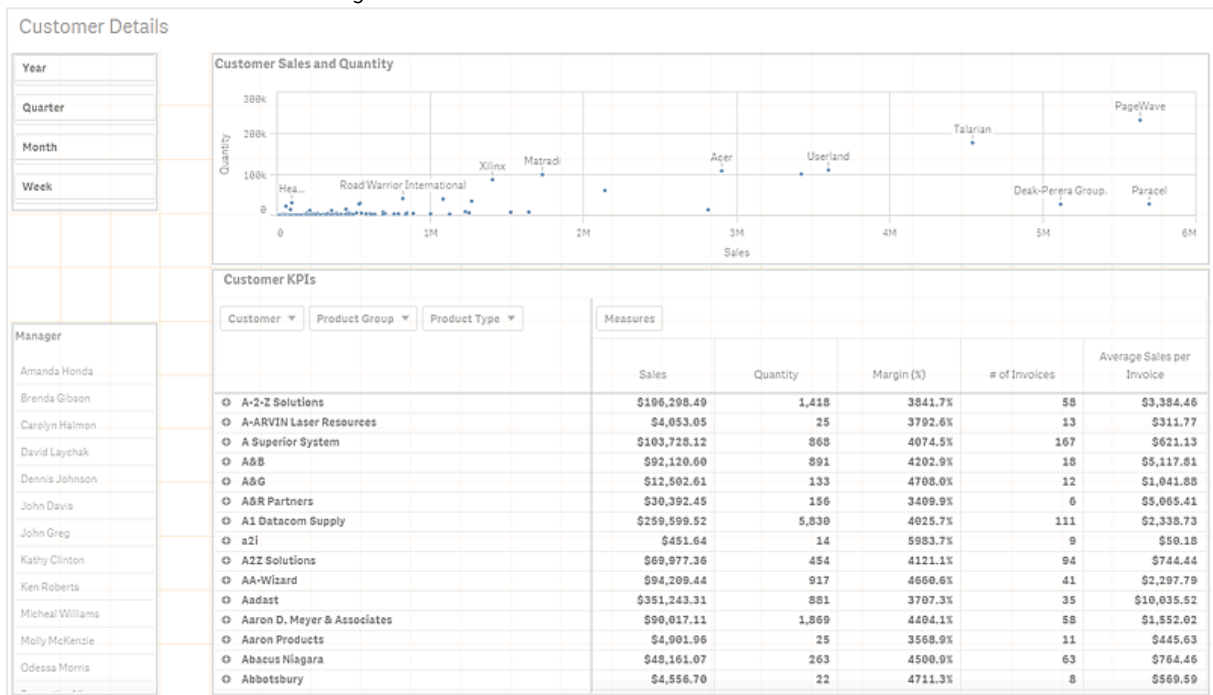 Customer Details
Year
Quarter
Month
Week
Customer Sales and Quantity
300k
200k
100k
0
Quantity
PageWave
Talarian
Acer
Userland
Xilinx
Matradi
Hea...
Road Warrior International
Deak-Perera Group.
Paracel
0 1M 2M 3M 4M 5M 6M
Sales
Manager
Amanda Honda
Brenda Gibson
Carolyn Halmon
David Laychak
Dennis Johnson
John Davis
John Greg
Kathy Clinton
Ken Roberts
Micheal Williams
Molly McKenzie
Odessa Morris
Customer KPIs
Customer Product Group Product Type Measures
Sales Quantity Margin (%) # of Invoices Average Sales per
Invoice
A-2-Z Solutions $196,298.49 1,418 3841.7% 58 $3,384.46
A-ARVIN Laser Resources $4,053.05 25 3792.6% 13 $311.77
A Superior System $103,728.12 868 4074.5% 167 $621.13
A&B $92,120.60 891 4202.9% 18 $5,117.81
A&G $12,502.61 133 4708.0% 12 $1,041.88
A&R Partners $30,392.45 156 3409.9% 6 $5,065.41
A1 Datacom Supply $259,599.52 5,830 4025.7% 111 $2,338.73
a2i $451.64 14 5983.7% 9 $50.18
A2Z Solutions $69,977.36 454 4121.1% 94 $744.44
AA-Wizard $94,209.44 917 4660.6% 41 $2,297.79
Aadast $351,243.31 881 3707.3% 35 $10,035.52
Aaron D. Meyer & Associates $90,017.11 1,869 4404.1% 58 $1,552.02
Aaron Products $4,901.96 25 3568.9% 11 $445.63
Abacus Niagara $48,161.07 263 4500.9% 63 $764.46
Abbotsbury $4,556.70 22 4711.3% 8 $569.59